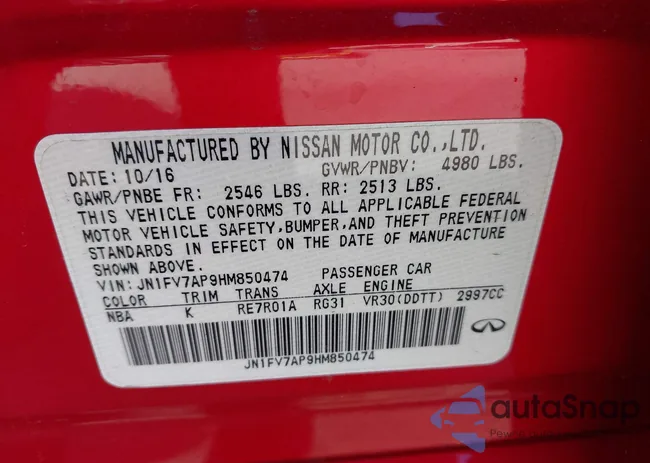 MANUFACTURED BY NISSAN MOTOR CO.,LTD.
DATE: 10/16 GVWR/PNBV: 4980 LBS.
GAWR/PNBE FR: 2546 LBS. RR: 2513 LBS.
THIS VEHICLE CONFORMS TO ALL APPLICABLE FEDERAL
MOTOR VEHICLE SAFETY,BUMPER,AND THEFT PREVENTION
STANDARDS IN EFFECT ON THE DATE OF MANUFACTURE
SHOWN ABOVE.
VIN: JN1FV7AP9HM850474 PASSENGER CAR
COLOR TRIM TRANS AXLE ENGINE
NBA K RE7R01A RG31 VR30(DDTT) 2997CC
JN1FV7AP9HM850474
autoSnap